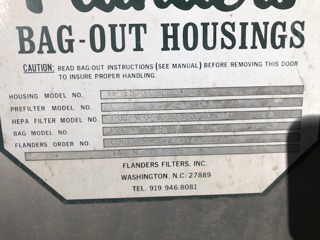 Flanders
BAG-OUT HOUSINGS
CAUTION: READ BAG-OUT INSTRUCTIONS (SEE MANUAL) BEFORE REMOVING THIS DOOR
TO INSURE PROPER HANDLING.
HOUSING MODEL NO.
PREFILTER MODEL NO.
HEPA FILTER MODEL NO.
BAG MODEL NO.
FLANDERS ORDER NO.
FLANDERS FILTERS, INC.
WASHINGTON, N.C. 27889
TEL. 919 946-8081